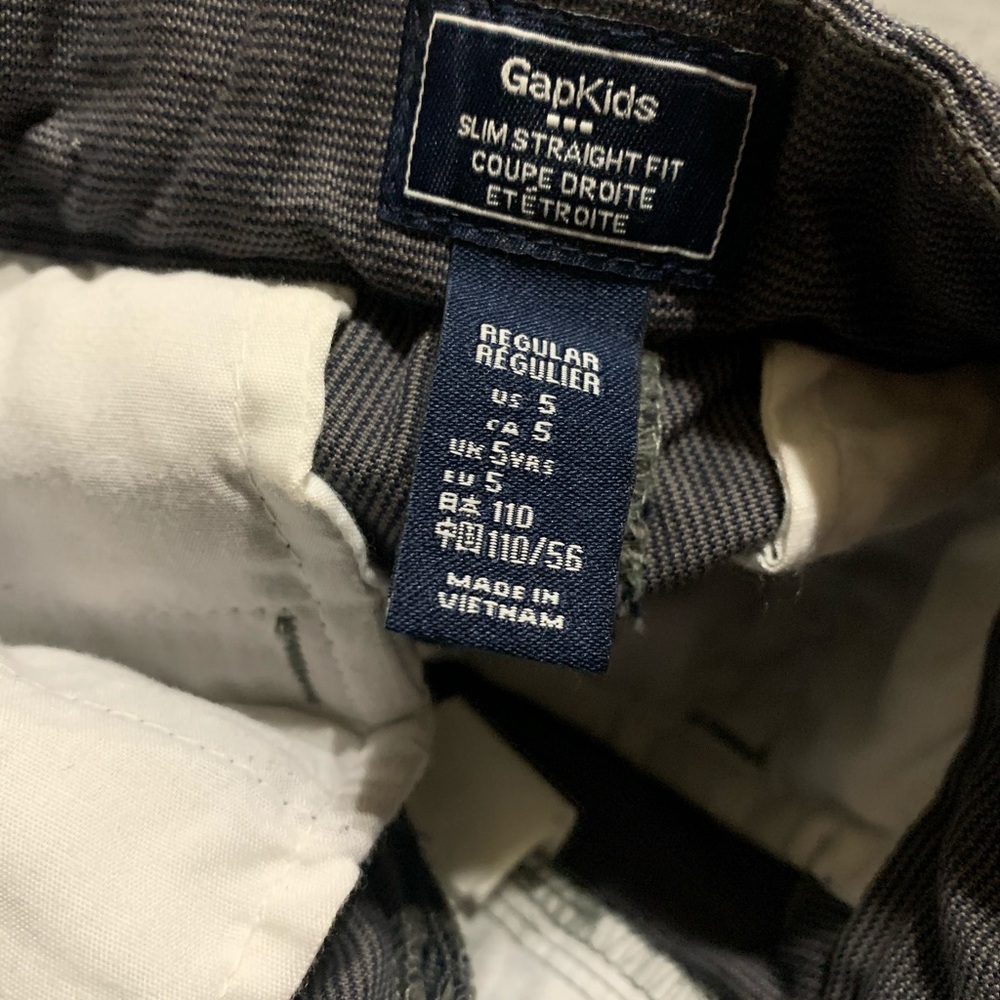 GapKids
SLIM STRAIGHT FIT
COUPE DROITE
ET ÉTROITE
REGULAR
RÉGULIER
US 5
CA 5
UK 5YRS
EU 5
日本 110
中国 110/56
MADE IN
VIETNAM